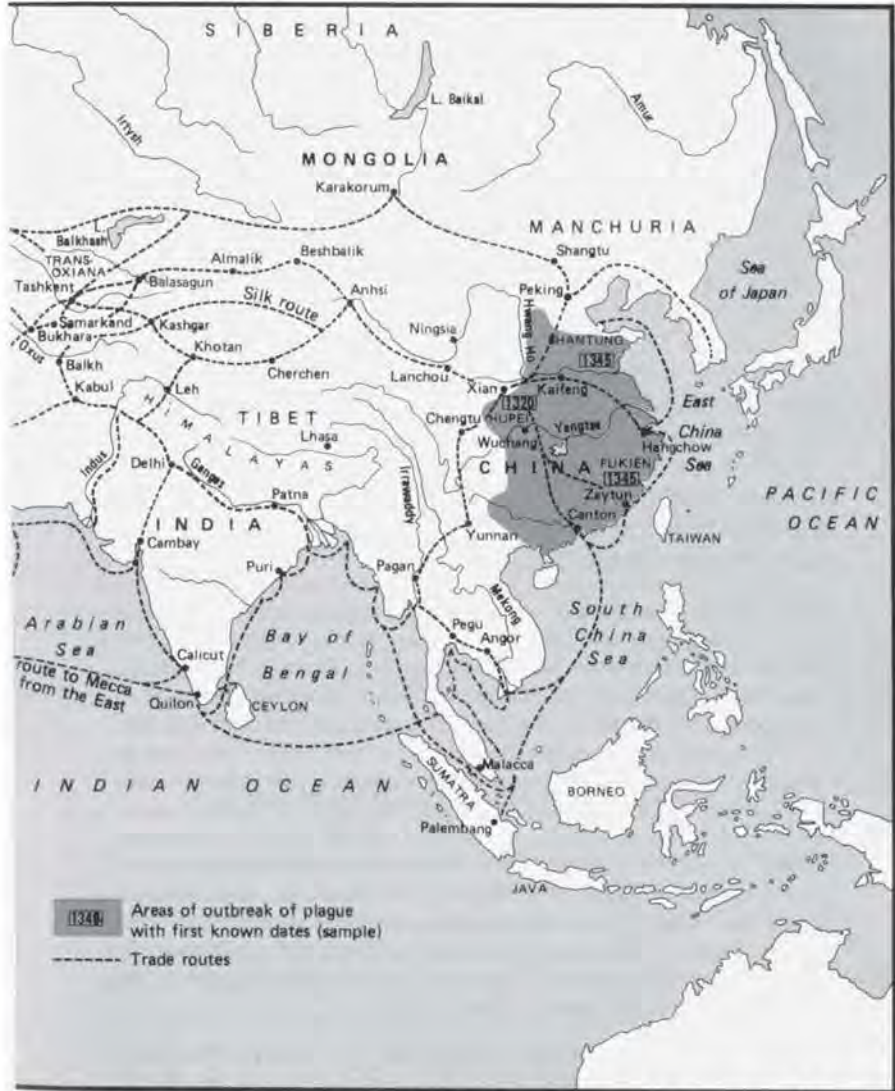 SIBERIA
L. Baikal
Irtysh
Amur
MONGOLIA
Karakorum
MANCHURIA
L.
Balkhash
Shangtu
TRANS-
OXIANA
Almalik
Beshbalik
Sea
of Japan
Tashkent
Balasagun
Peking
Silk route
Anhsi
Hwang Ho
Samarkand
Bukhara
Kashgar
Ningsia
SHANTUNG
Oxus
Khotan
1345
Balkh
Cherchen
Lanchou
Xian
Kaifeng
Kabul
Leh
1320
East
China
Sea
HIMALAYAS
TIBET
Chengtu
HUPEI
Yangtse
Lhasa
Wuchang
Hangchow
Indus
Delhi
Ganges
Irrawaddy
CHINA
FUKIEN
1345
PACIFIC
OCEAN
Patna
Zaytun
INDIA
Canton
Cambay
Yunnan
TAIWAN
Puri
Pagan
Mekong
Arabian
Sea
Bay of
Bengal
Pegu
Angor
South
China
Sea
Calicut
route to Mecca
from the East
Quilon
CEYLON
Malacca
INDIAN OCEAN
SUMATRA
BORNEO
Palembang
JAVA
Areas of outbreak of plague
with first known dates (sample)
Trade routes